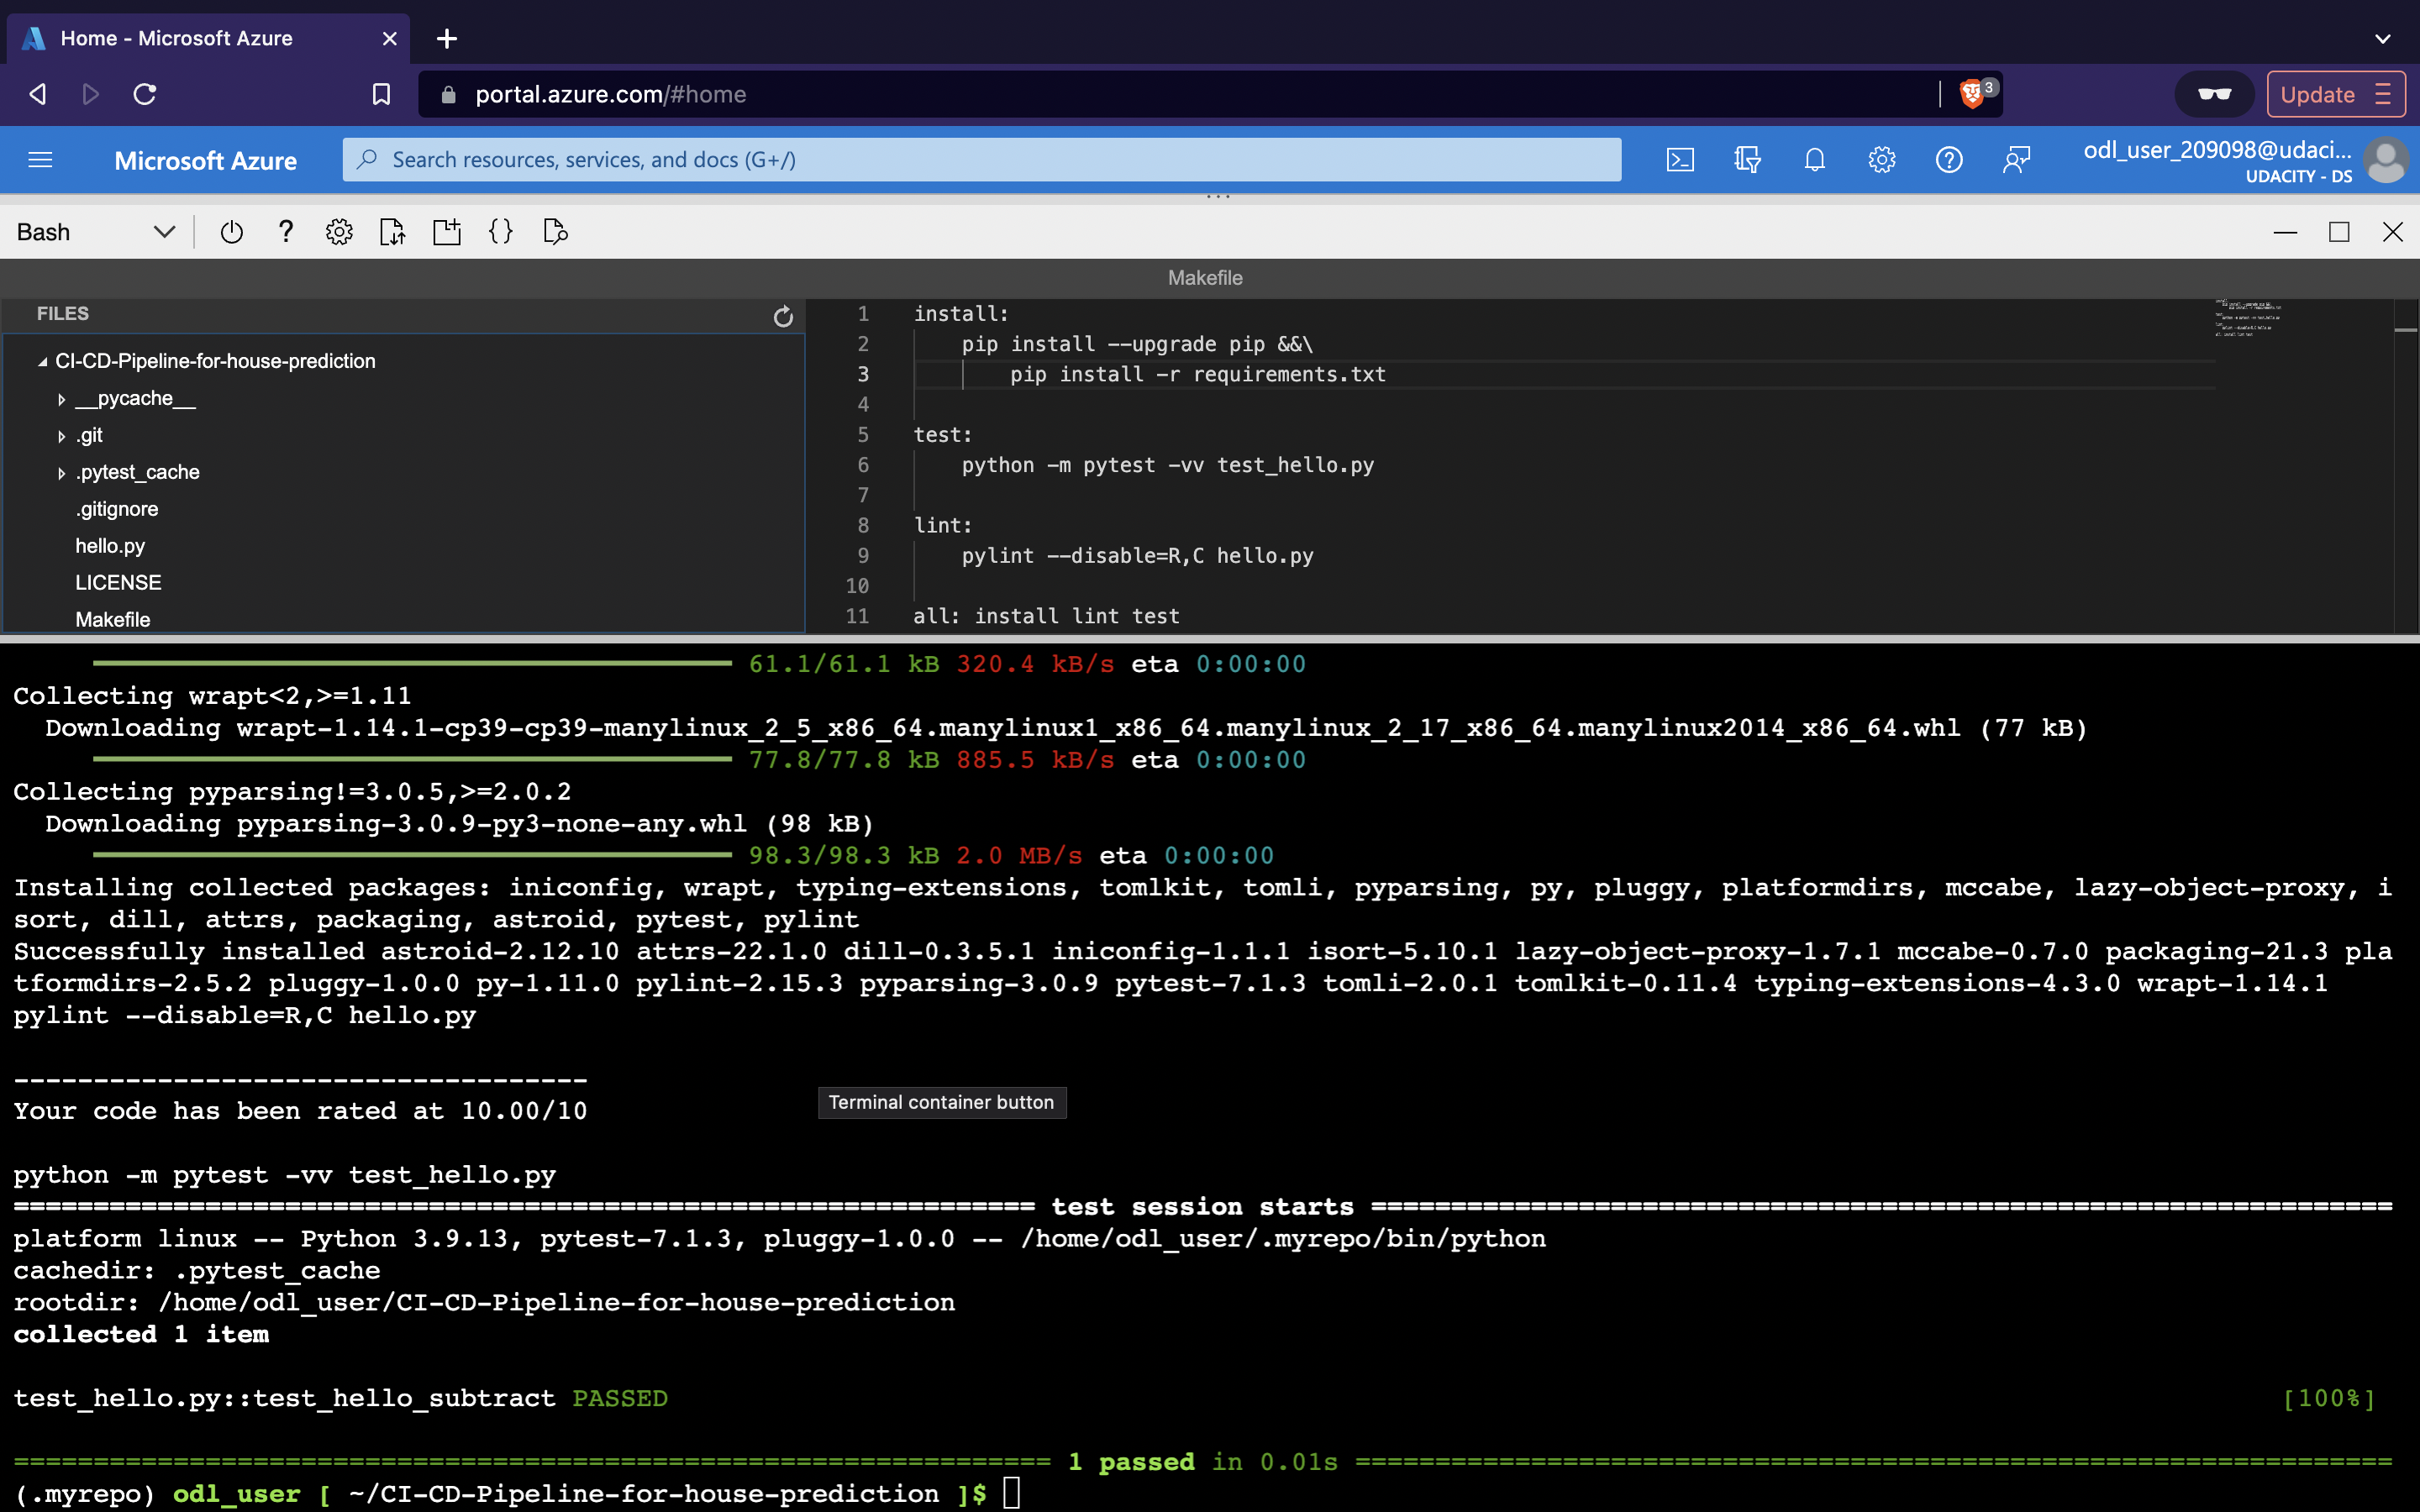 Home - Microsoft Azure
portal.azure.com/#home
3
Update
Microsoft Azure
Search resources, services, and docs (G+/)
odl_user_209098@udaci...
UDACITY - DS
Bash
?
{}
Makefile
FILES
CI-CD-Pipeline-for-house-prediction
__pycache__
.git
.pytest_cache
.gitignore
hello.py
LICENSE
Makefile
1 install:
2 pip install --upgrade pip &&\
3 pip install -r requirements.txt
4
5 test:
6 python -m pytest -vv test_hello.py
7
8 lint:
9 pylint --disable=R,C hello.py
10
11 all: install lint test
61.1/61.1 kB 320.4 kB/s eta 0:00:00
Collecting wrapt<2,>=1.11
Downloading wrapt-1.14.1-cp39-cp39-manylinux_2_5_x86_64.manylinux1_x86_64.manylinux_2_17_x86_64.manylinux2014_x86_64.whl (77 kB)
77.8/77.8 kB 885.5 kB/s eta 0:00:00
Collecting pyparsing!=3.0.5,>=2.0.2
Downloading pyparsing-3.0.9-py3-none-any.whl (98 kB)
98.3/98.3 kB 2.0 MB/s eta 0:00:00
Installing collected packages: iniconfig, wrapt, typing-extensions, tomlkit, tomli, pyparsing, py, pluggy, platformdirs, mccabe, lazy-object-proxy, i
sort, dill, attrs, packaging, astroid, pytest, pylint
Successfully installed astroid-2.12.10 attrs-22.1.0 dill-0.3.5.1 iniconfig-1.1.1 isort-5.10.1 lazy-object-proxy-1.7.1 mccabe-0.7.0 packaging-21.3 pla
tformdirs-2.5.2 pluggy-1.0.0 py-1.11.0 pylint-2.15.3 pyparsing-3.0.9 pytest-7.1.3 tomli-2.0.1 tomlkit-0.11.4 typing-extensions-4.3.0 wrapt-1.14.1
pylint --disable=R,C hello.py
------------------------------------
Your code has been rated at 10.00/10
Terminal container button
python -m pytest -vv test_hello.py
================================================================ test session starts ================================================================
platform linux -- Python 3.9.13, pytest-7.1.3, pluggy-1.0.0 -- /home/odl_user/.myrepo/bin/python
cachedir: .pytest_cache
rootdir: /home/odl_user/CI-CD-Pipeline-for-house-prediction
collected 1 item
test_hello.py::test_hello_subtract PASSED [100%]
================================================================= 1 passed in 0.01s =================================================================
(.myrepo) odl_user [ ~/CI-CD-Pipeline-for-house-prediction ]$